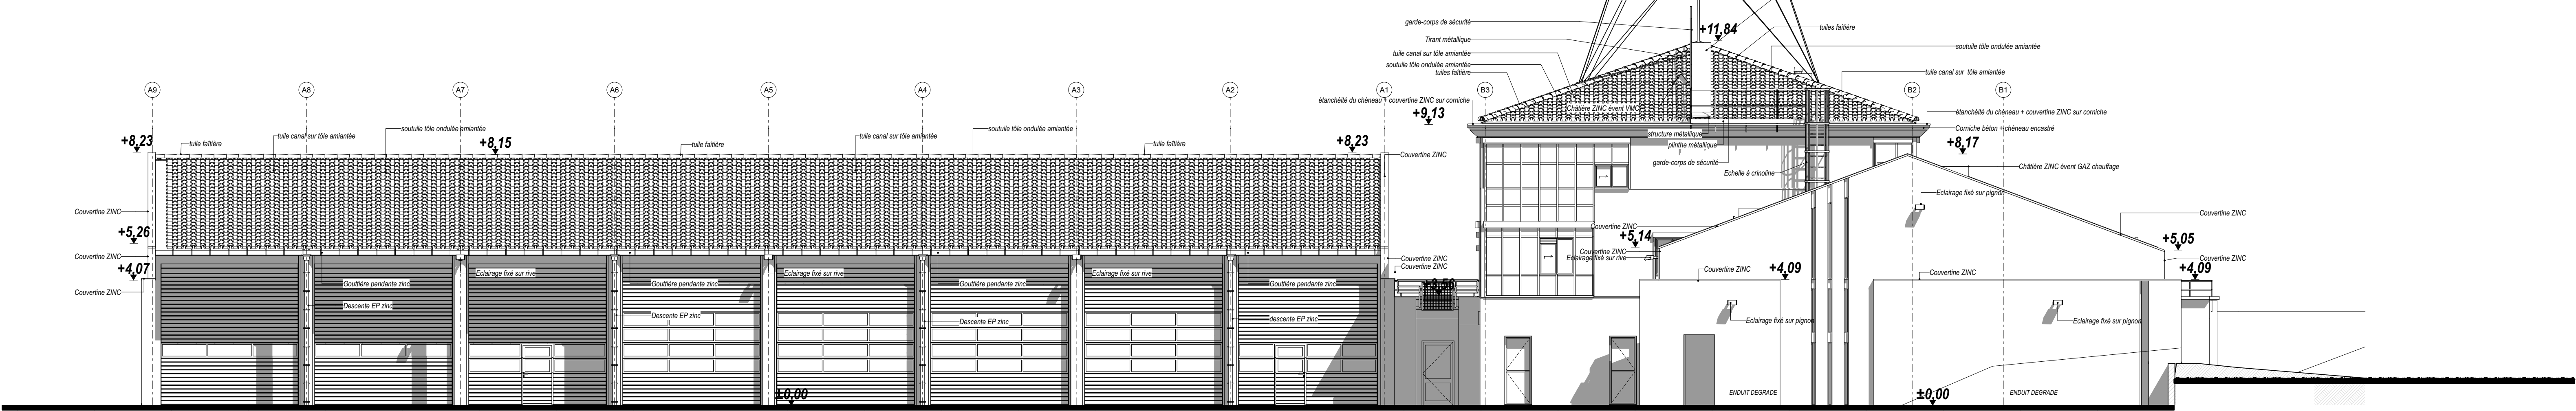 garde-corps de sécurité
+11,84
tuiles faîtière
Tirant métallique
soutuile tôle ondulée amiantée
tuile canal sur tôle amiantée
soutuile tôle ondulée amiantée
tuiles faîtière
tuile canal sur tôle amiantée
A9
A8
A7
A6
A5
A4
A3
A2
A1
B3
B2
B1
étanchéité du chéneau + couvertine ZINC sur corniche
+9,13
Châtère ZINC évent VMC
étanchéité du chéneau + couvertine ZINC sur corniche
Corniche béton + chéneau encastré
structure métallique
plinthe métallique
garde-corps de sécurité
Echelle à crinoline
+8,17
Châtière ZINC évent GAZ chauffage
+8,23
tuile faîtière
tuile canal sur tôle amiantée
soutuile tôle ondulée amiantée
+8,15
tuile faîtière
tuile canal sur tôle amiantée
soutuile tôle ondulée amiantée
tuile faîtière
+8,23
Couvertine ZINC
Eclairage fixé sur pignon
Couvertine ZINC
Couvertine ZINC
Couvertine ZINC
+5,26
+5,14
+5,05
Couvertine ZINC
Couvertine ZINC
Couvertine ZINC
Couvertine ZINC
Eclairage fixé sur rive
Couvertine ZINC
+4,07
Couvertine ZINC
Eclairage fixé sur rive
Eclairage fixé sur rive
Eclairage fixé sur rive
Gouttière pendante zinc
Gouttière pendante zinc
Gouttière pendante zinc
Gouttière pendante zinc
+3,56
Couvertine ZINC
+4,09
Couvertine ZINC
+4,09
Descente EP zinc
Descente EP zinc
Descente EP zinc
descente EP zinc
Eclairage fixé sur pignon
Eclairage fixé sur pignon
±0,00
ENDUIT DEGRADE
±0,00
ENDUIT DEGRADE